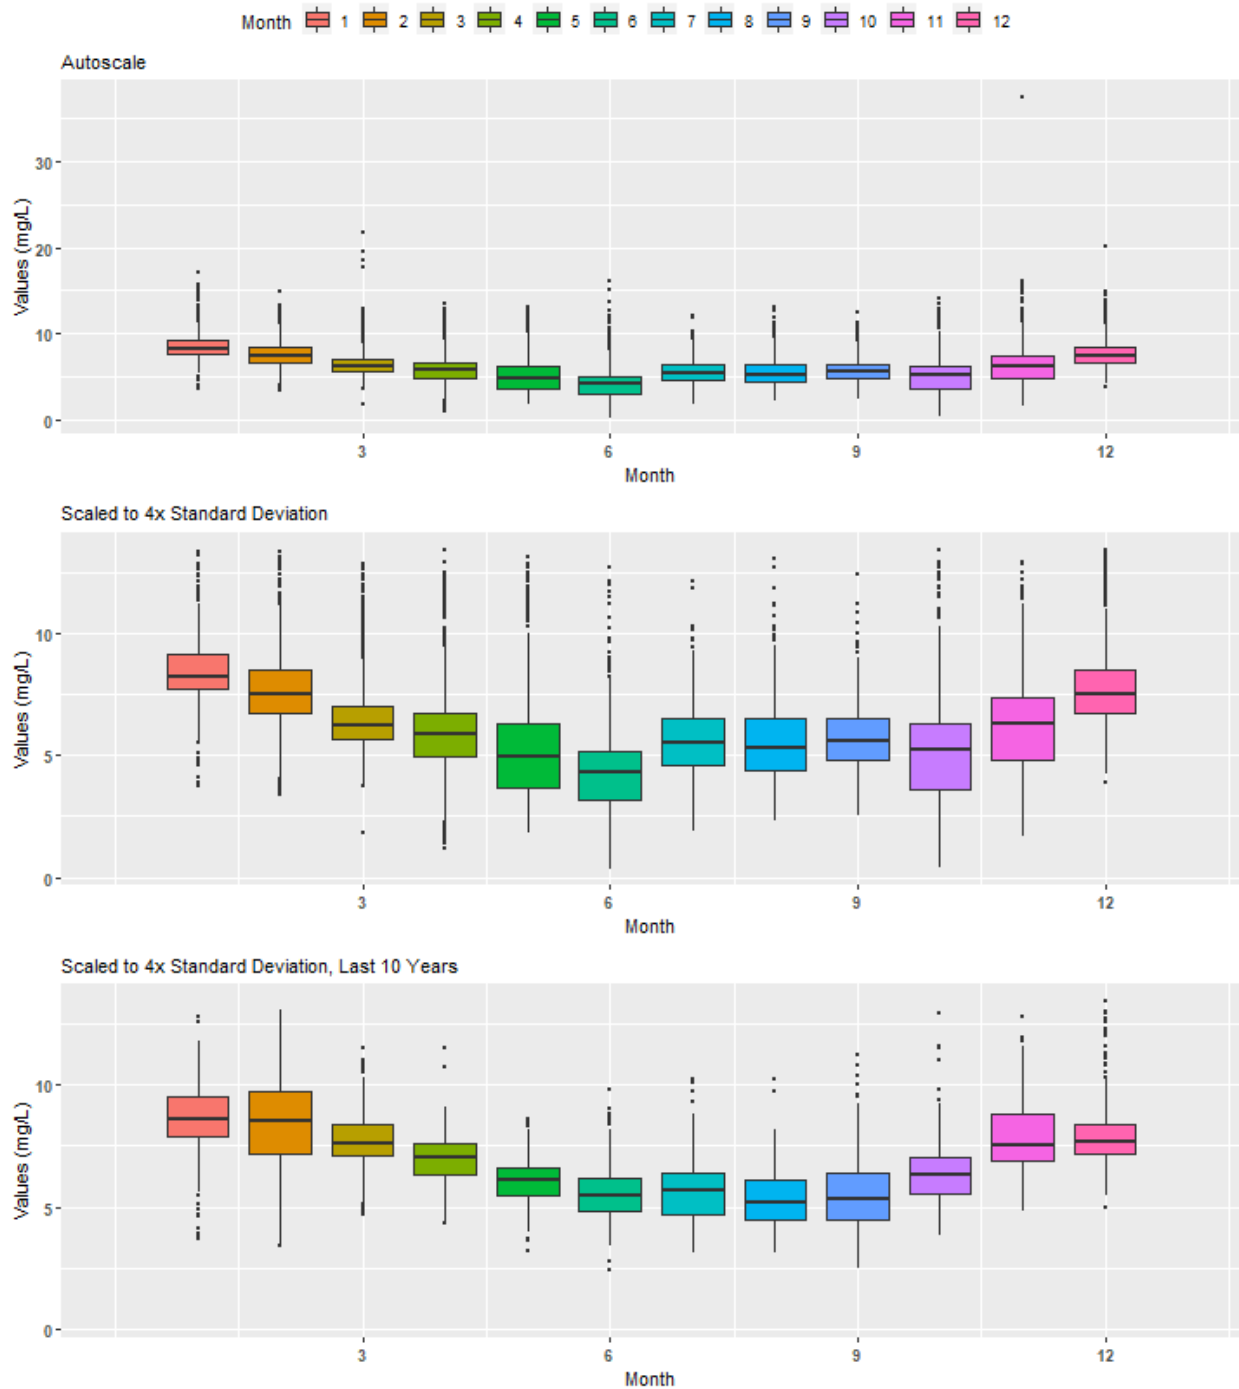 Month 1 2 3 4 5 6 7 8 9 10 11 12
Autoscale
Values (mg/L)
30
20
10
0
3 6 9 12
Month
Scaled to 4x Standard Deviation
Values (mg/L)
10
5
0
3 6 9 12
Month
Scaled to 4x Standard Deviation, Last 10 Years
Values (mg/L)
10
5
0
3 6 9 12
Month